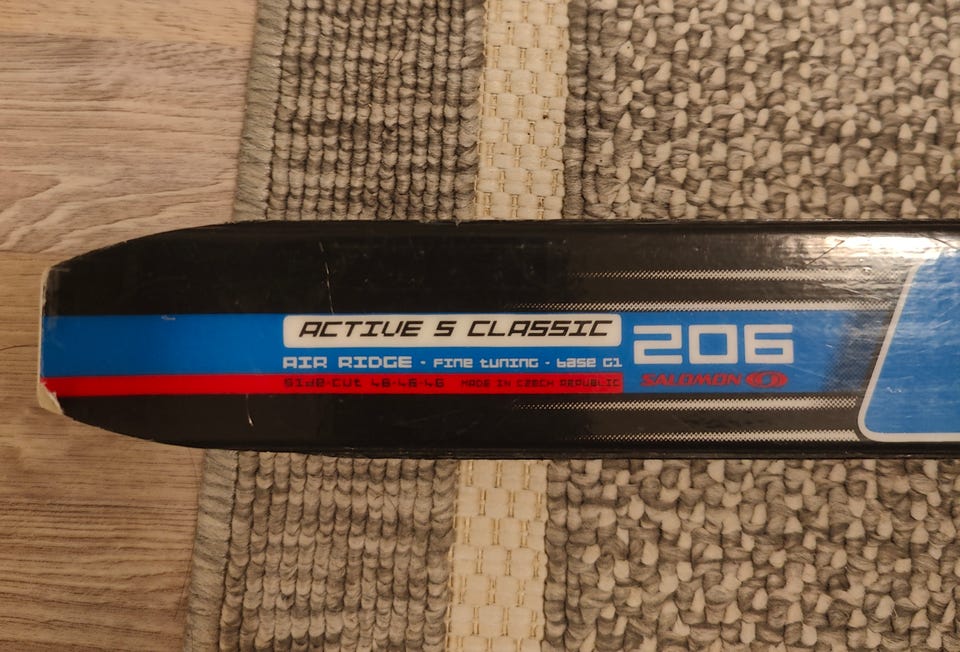 ACTIVE S CLASSIC
206
AIR RIDGE - FINE tUNING - bASE G1
SIDE-CUT 46-46-46 MADE IN CZECH REPUBLIC
SALOMON